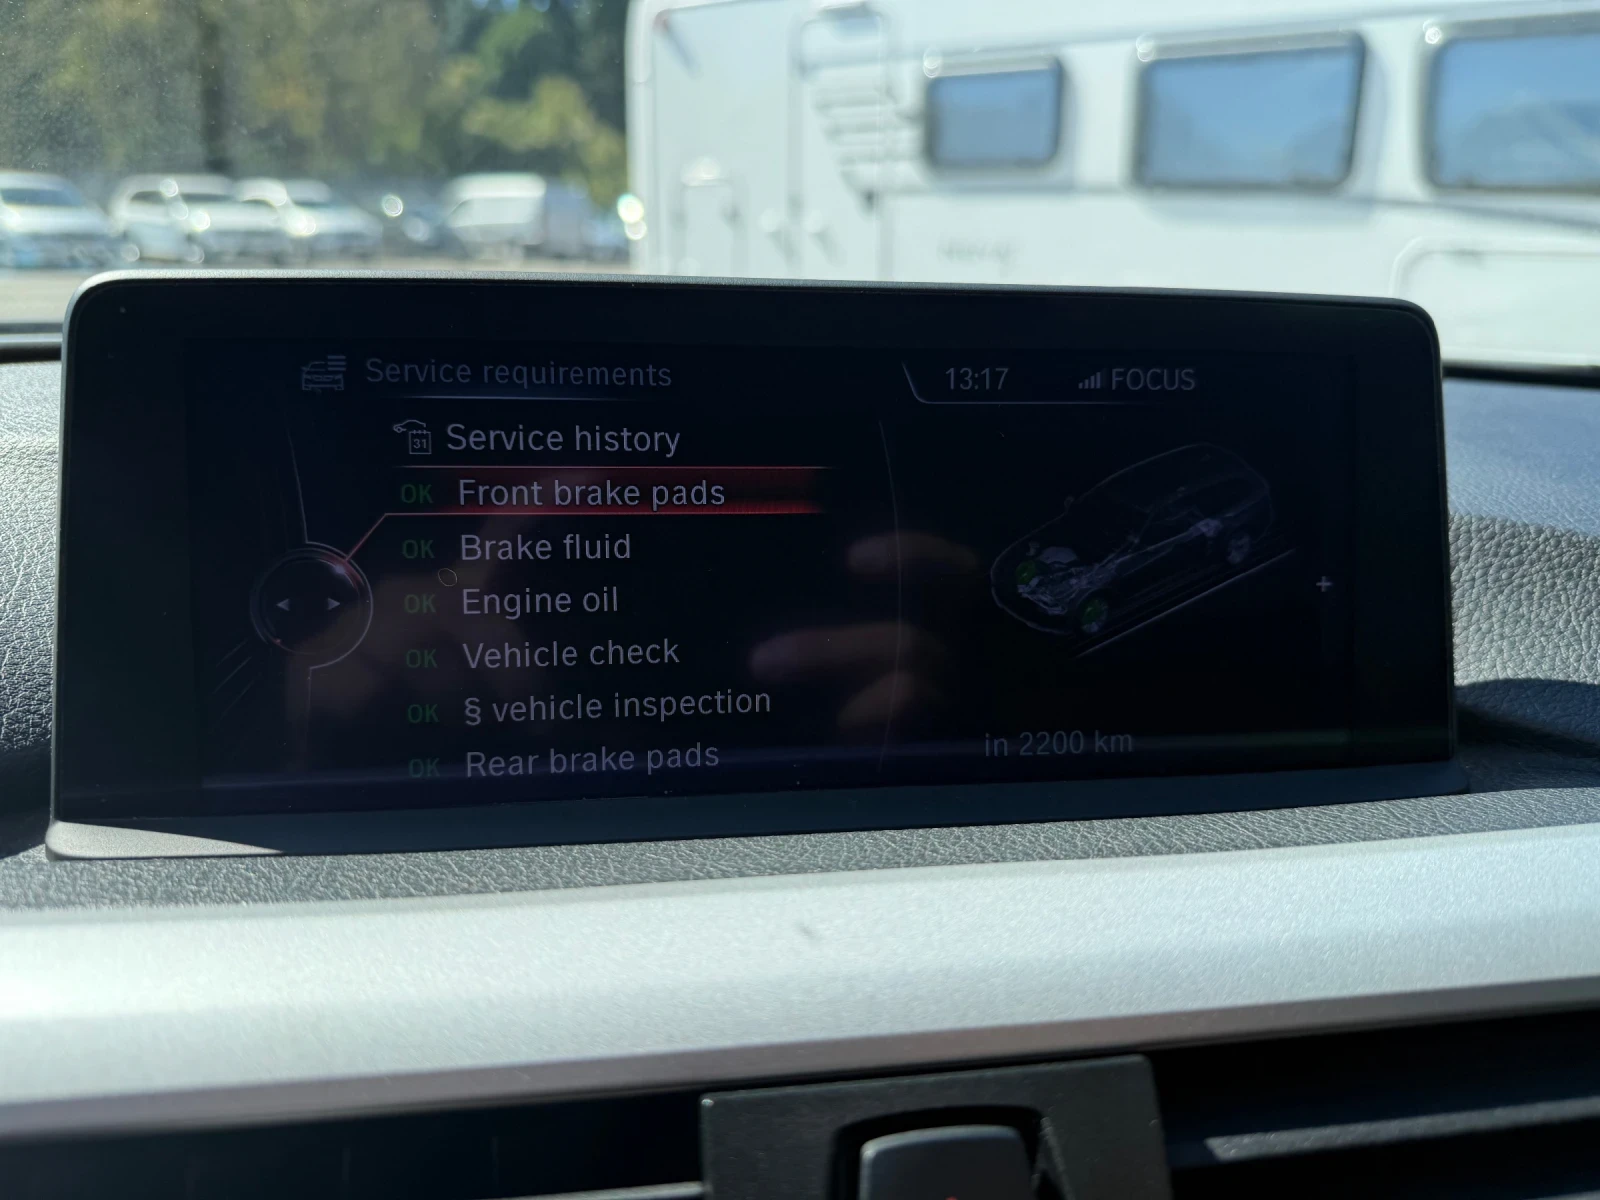 Service requirements
13:17 FOCUS
31 Service history
OK Front brake pads
OK Brake fluid
OK Engine oil
OK Vehicle check
OK § vehicle inspection
OK Rear brake pads
in 2200 km